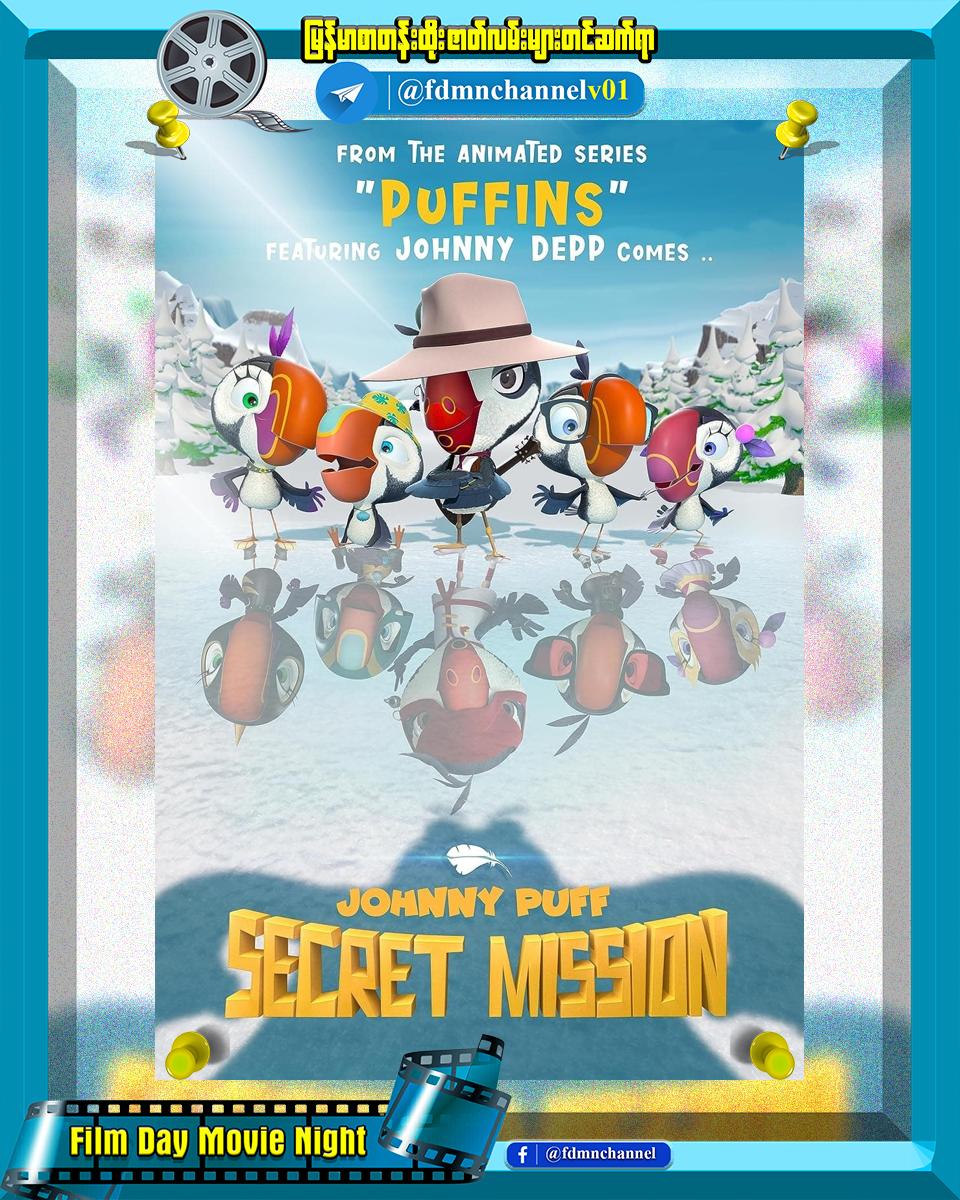 မြန်မာစာတန်းထိုးဇာတ်လမ်းများတင်ဆက်ရာ
@fdmnchannelv01
FROM THE ANIMATED SERIES
"PUFFINS"
FEATURING JOHNNY DEPP COMES ..
JOHNNY PUFF
SECRET MISSION
Film Day Movie Night
@fdmnchannel